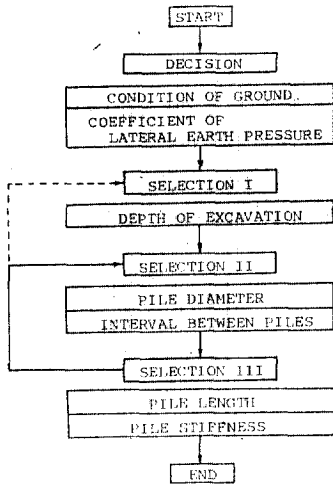 START
DECISION
CONDITION OF GROUND
COEFFICIENT OF
LATERAL EARTH PRESSURE
SELECTION I
DEPTH OF EXCAVATION
SELECTION II
PILE DIAMETER
INTERVAL BETWEEN PILES
SELECTION III
PILE LENGTH
PILE STIFFNESS
END